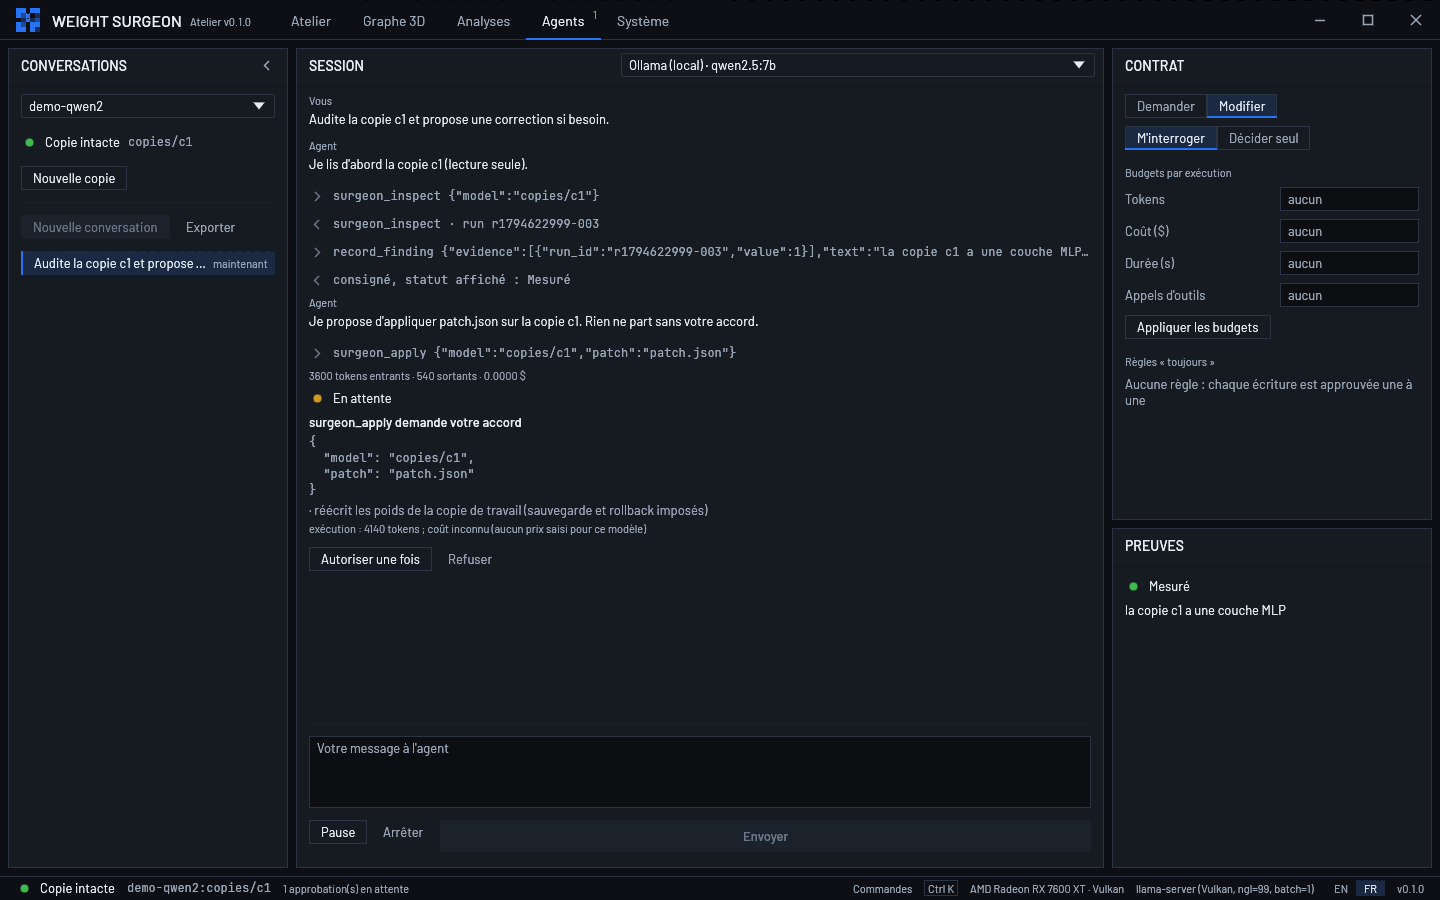 WEIGHT SURGEON Atelier v0.1.0 Atelier Graphe 3D Analyses Agents 1 Système
CONVERSATIONS
demo-qwen2
Copie intacte copies/c1
Nouvelle copie
Nouvelle conversation Exporter
Audite la copie c1 et propose ... maintenant
SESSION Ollama (local) · qwen2.5:7b
Vous
Audite la copie c1 et propose une correction si besoin.
Agent
Je lis d'abord la copie c1 (lecture seule).
surgeon_inspect {"model":"copies/c1"}
surgeon_inspect · run r1794622999-003
record_finding {"evidence":[{"run_id":"r1794622999-003","value":1}],"text":"la copie c1 a une couche MLP…
consigné, statut affiché : Mesuré
Agent
Je propose d'appliquer patch.json sur la copie c1. Rien ne part sans votre accord.
surgeon_apply {"model":"copies/c1","patch":"patch.json"}
3600 tokens entrants · 540 sortants · 0.0000 $
En attente
surgeon_apply demande votre accord
{
"model": "copies/c1",
"patch": "patch.json"
}
· réécrit les poids de la copie de travail (sauvegarde et rollback imposés)
exécution : 4140 tokens ; coût inconnu (aucun prix saisi pour ce modèle)
Autoriser une fois Refuser
Votre message à l'agent
Pause Arrêter Envoyer
CONTRAT
Demander Modifier
M'interroger Décider seul
Budgets par exécution
Tokens aucun
Coût ($) aucun
Durée (s) aucun
Appels d'outils aucun
Appliquer les budgets
Règles « toujours »
Aucune règle : chaque écriture est approuvée une à
une
PREUVES
Mesuré
la copie c1 a une couche MLP
Copie intacte demo-qwen2:copies/c1 1 approbation(s) en attente Commandes Ctrl K AMD Radeon RX 7600 XT · Vulkan llama-server (Vulkan, ngl=99, batch=1) EN FR v0.1.0